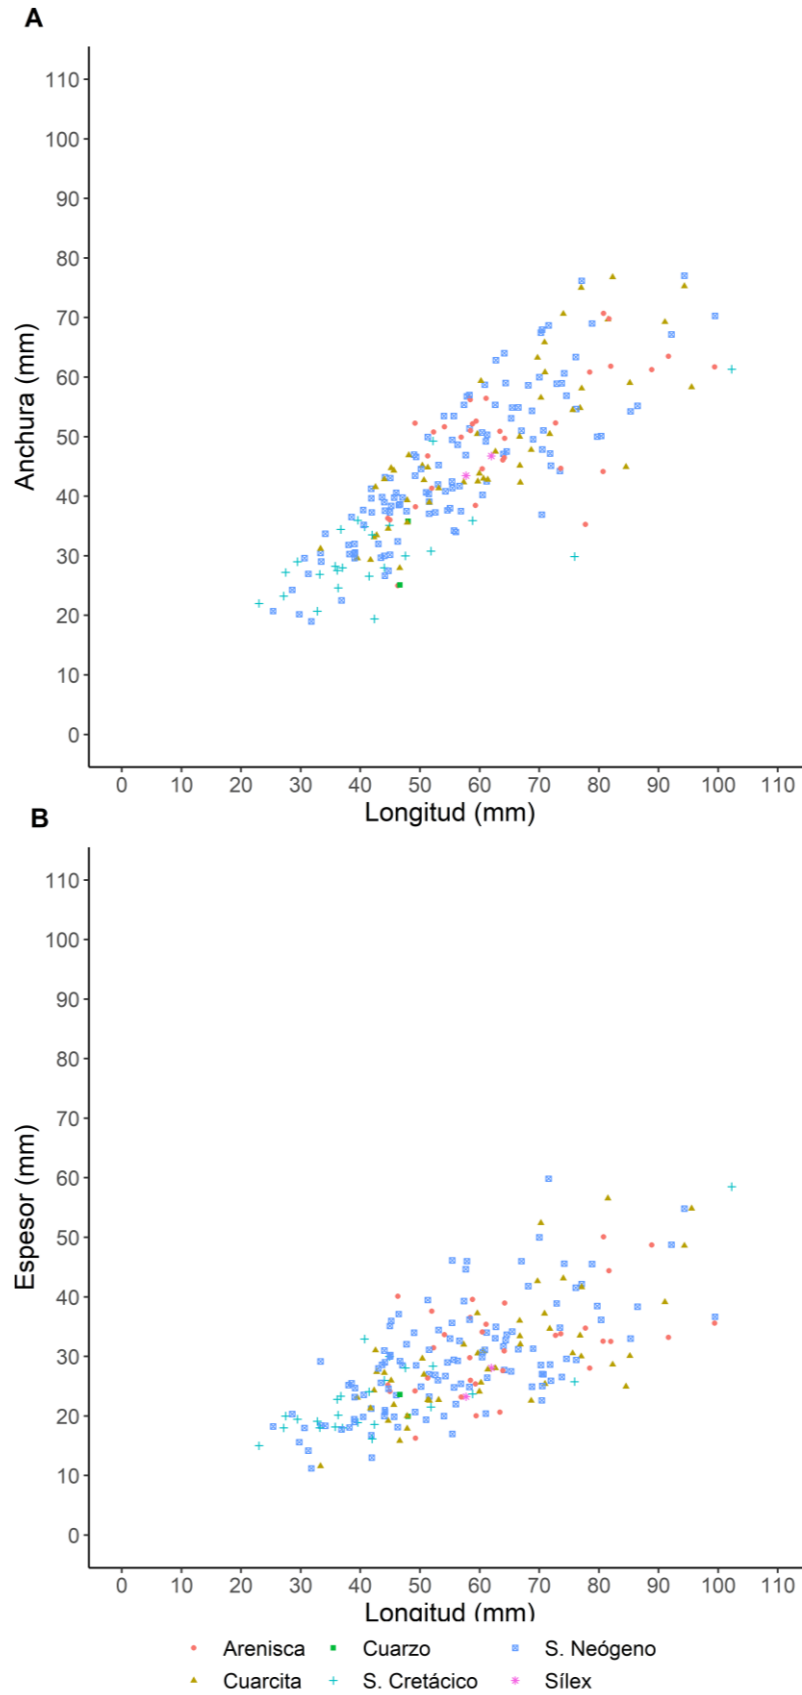 A
110
100
90
80
70
60
50
40
30
20
10
0
Anchura (mm)
0 10 20 30 40 50 60 70 80 90 100 110
Longitud (mm)
B
110
100
90
80
70
60
50
40
30
20
10
0
Espesor (mm)
0 10 20 30 40 50 60 70 80 90 100 110
Longitud (mm)
Arenisca Cuarzo S. Neógeno
Cuarcita S. Cretácico Sílex